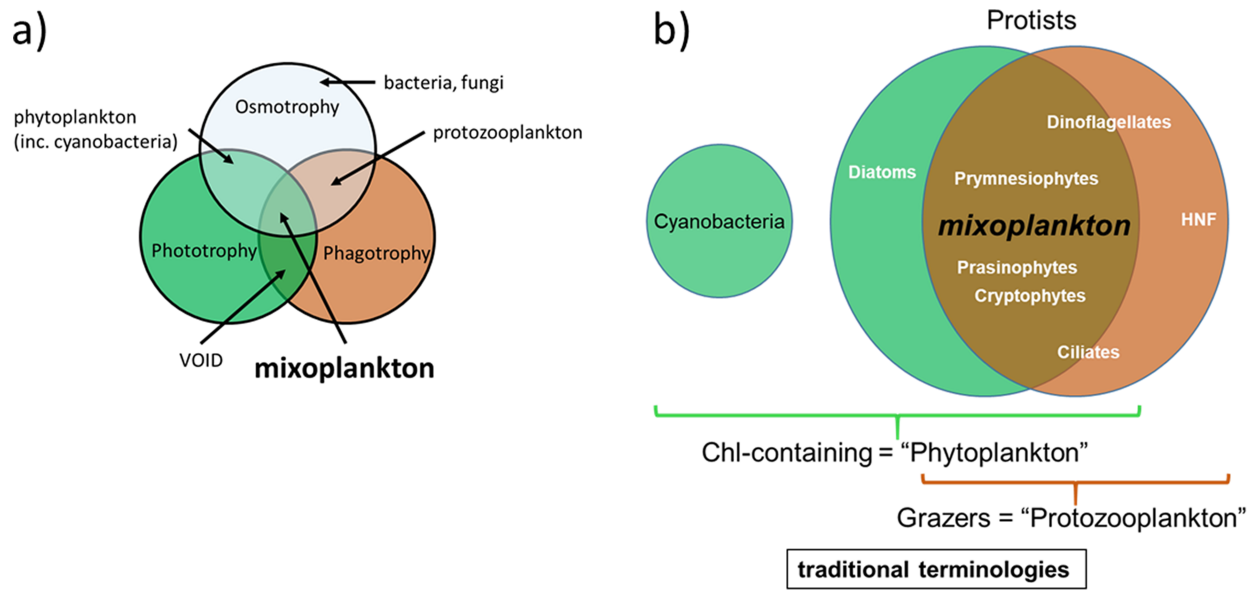 a)
Osmotrophy
bacteria, fungi
phytoplankton
(inc. cyanobacteria)
protozooplankton
Phototrophy
Phagotrophy
VOID
mixoplankton
b)
Protists
Dinoflagellates
Diatoms
Prymnesiophytes
Cyanobacteria
mixoplankton
HNF
Prasinophytes
Cryptophytes
Ciliates
Chl-containing = “Phytoplankton”
Grazers = “Protozooplankton”
traditional terminologies